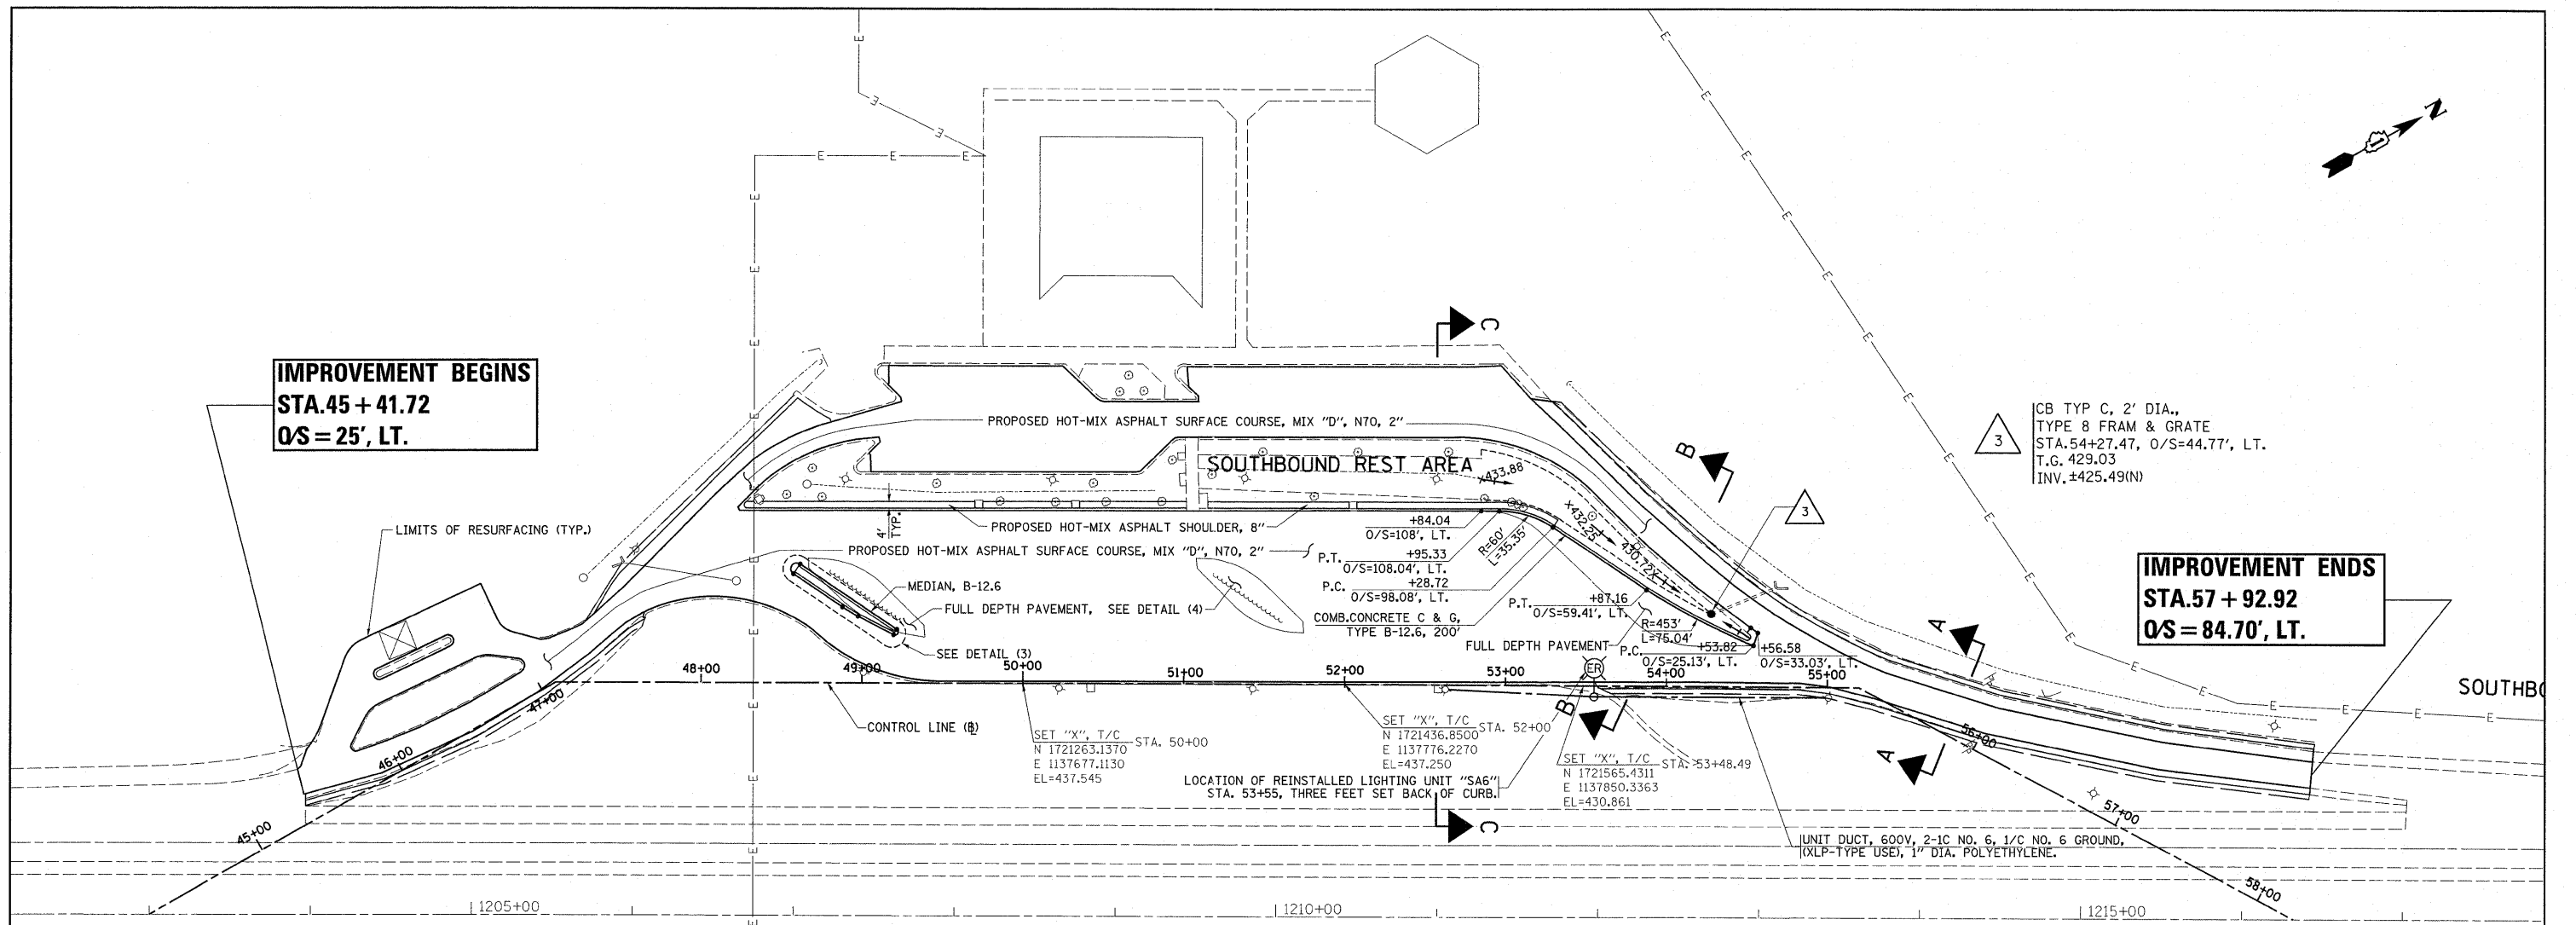 N
IMPROVEMENT BEGINS
STA.45+41.72
O/S=25', LT.
C
PROPOSED HOT-MIX ASPHALT SURFACE COURSE, MIX "D", N70, 2"
3
CB TYP C, 2' DIA.,
TYPE 8 FRAM & GRATE
STA.54+27.47, O/S=44.77', LT.
T.G. 429.03
INV.±425.49(N)
B
SOUTHBOUND REST AREA
X433.88
3
LIMITS OF RESURFACING (TYP.)
4'
TYP.
PROPOSED HOT-MIX ASPHALT SHOULDER, 8"
+84.04
O/S=108', LT.
X432.25
PROPOSED HOT-MIX ASPHALT SURFACE COURSE, MIX "D", N70, 2"
P.T. +95.33
O/S=108.04', LT.
R=60'
L=35.35'
430.72X
IMPROVEMENT ENDS
STA.57+92.92
O/S=84.70', LT.
MEDIAN, B-12.6
P.C. +28.72
O/S=98.08', LT.
FULL DEPTH PAVEMENT, SEE DETAIL (4)
P.T. +87.16
O/S=59.41', LT.
COMB.CONCRETE C & G,
TYPE B-12.6, 200'
R=453'
L=75.04'
A
SEE DETAIL (3)
FULL DEPTH PAVEMENT
P.C. +53.82
O/S=25.13', LT.
+56.58
O/S=33.03', LT.
48+00
49+00
50+00
51+00
52+00
53+00
54+00
55+00
ER
SOUTHBO
47+00
B
CONTROL LINE (℄)
SET "X", T/C STA. 50+00
N 1721263.1370
E 1137677.1130
EL=437.545
SET "X", T/C STA. 52+00
N 1721436.8500
E 1137776.2270
EL=437.250
56+00
46+00
A
SET "X", T/C STA. 53+48.49
N 1721565.4311
E 1137850.3363
EL=430.861
LOCATION OF REINSTALLED LIGHTING UNIT "SA6"
STA. 53+55, THREE FEET SET BACK OF CURB.
C
45+00
57+00
UNIT DUCT, 600V, 2-1C NO. 6, 1/C NO. 6 GROUND,
(XLP-TYPE USE), 1" DIA. POLYETHYLENE.
58+00
1205+00
1210+00
1215+00
E E E E E E E E E E E E E E E E E E E E E E E E E E E E